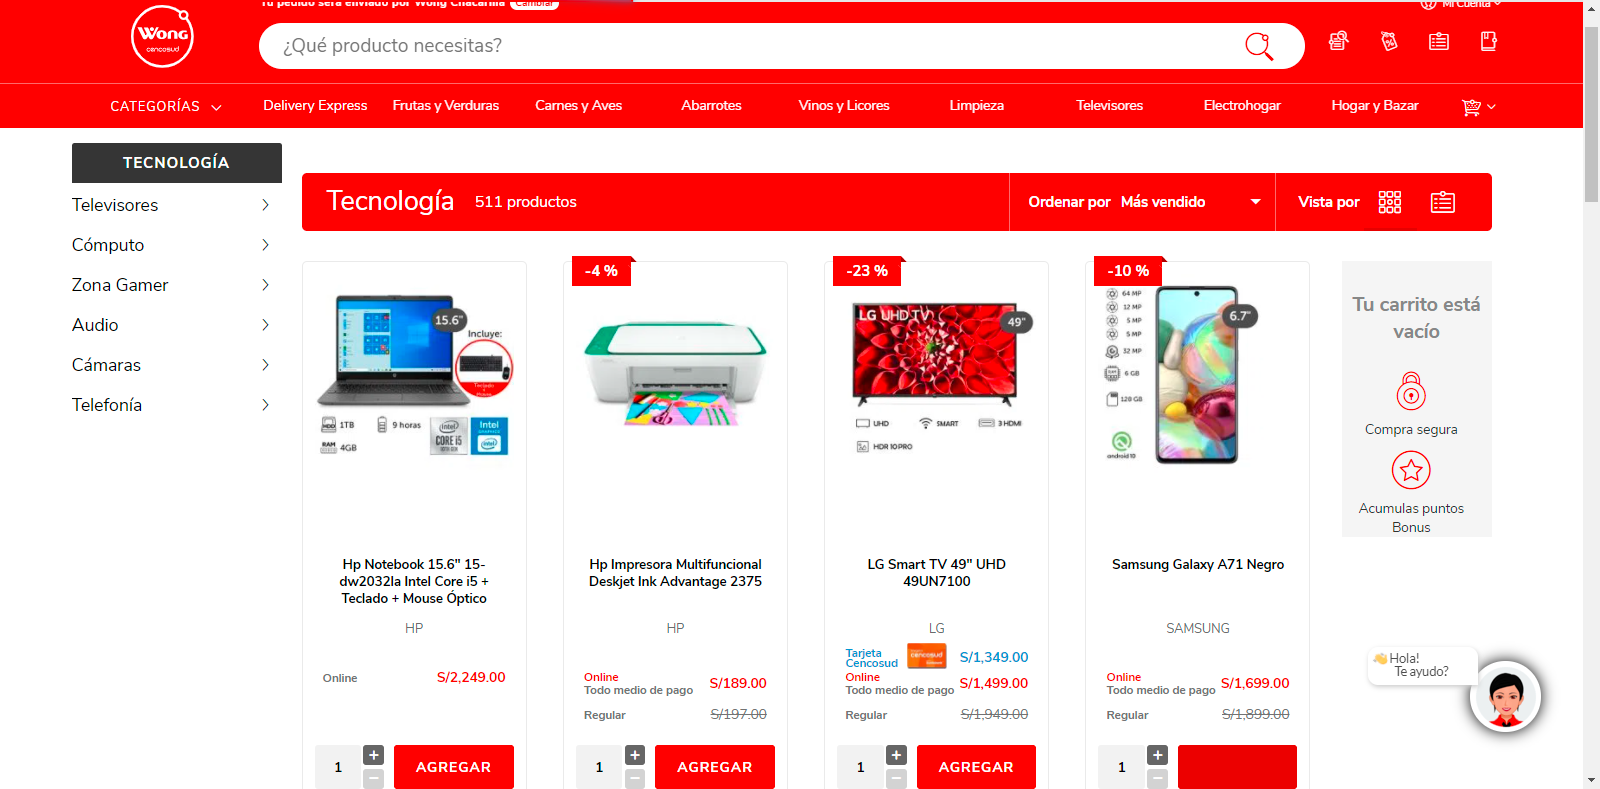 Tu pedido será enviado por Wong Chacarilla Cambiar
Mi Cuenta
Wong
cencosud
¿Qué producto necesitas?
CATEGORÍAS
Delivery Express
Frutas y Verduras
Carnes y Aves
Abarrotes
Vinos y Licores
Limpieza
Televisores
Electrohogar
Hogar y Bazar
TECNOLOGÍA
Televisores
Cómputo
Zona Gamer
Audio
Cámaras
Telefonía
Tecnología
511 productos
Ordenar por Más vendido
Vista por
15.6"
Incluye:
Teclado
+
Mouse
HDD 1TB
9 horas
RAM 4GB
intel
CORE i5
Intel
GRAPHICS
intel
Hp Notebook 15.6" 15-
dw2032la Intel Core i5 +
Teclado + Mouse Óptico
HP
Online S/2,249.00
1 + −
AGREGAR
-4 %
Hp Impresora Multifuncional
Deskjet Ink Advantage 2375
HP
Online
Todo medio de pago S/189.00
Regular S/197.00
1 + −
AGREGAR
-23 %
LG UHD TV
49"
UHD
SMART
3 HDMI
HDR 10 PRO
LG Smart TV 49" UHD
49UN7100
LG
Tarjeta
Cencosud
cencosud
S/1,349.00
Online
Todo medio de pago S/1,499.00
Regular S/1,949.00
1 + −
AGREGAR
-10 %
64 MP
12 MP
5 MP
5 MP
32 MP
6 GB
128 GB
android 10
6.7"
Samsung Galaxy A71 Negro
SAMSUNG
Online
Todo medio de pago S/1,699.00
Regular S/1,899.00
1 + −
Tu carrito está
vacío
Compra segura
Acumulas puntos
Bonus
Hola!
Te ayudo?